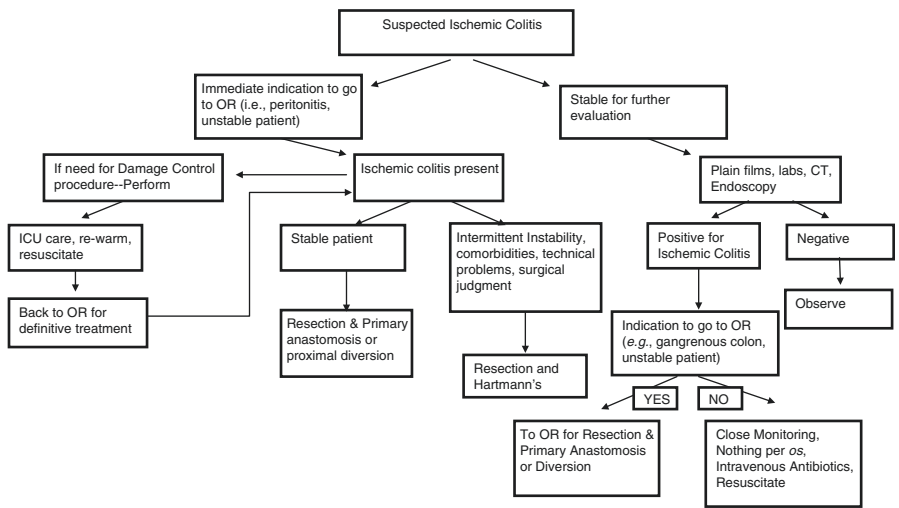 Suspected Ischemic Colitis
Immediate indication to go
to OR (i.e., peritonitis,
unstable patient)
Stable for further
evaluation
If need for Damage Control
procedure--Perform
Ischemic colitis present
Plain films, labs, CT,
Endoscopy
ICU care, re-warm,
resuscitate
Stable patient
Intermittent Instability,
comorbidities, technical
problems, surgical
judgment
Positive for
Ischemic Colitis
Negative
Back to OR for
definitive treatment
Resection & Primary
anastomosis or
proximal diversion
Observe
Indication to go to OR
(e.g., gangrenous colon,
unstable patient)
Resection and
Hartmann's
YES
NO
To OR for Resection &
Primary Anastomosis
or Diversion
Close Monitoring,
Nothing per os,
Intravenous Antibiotics,
Resuscitate